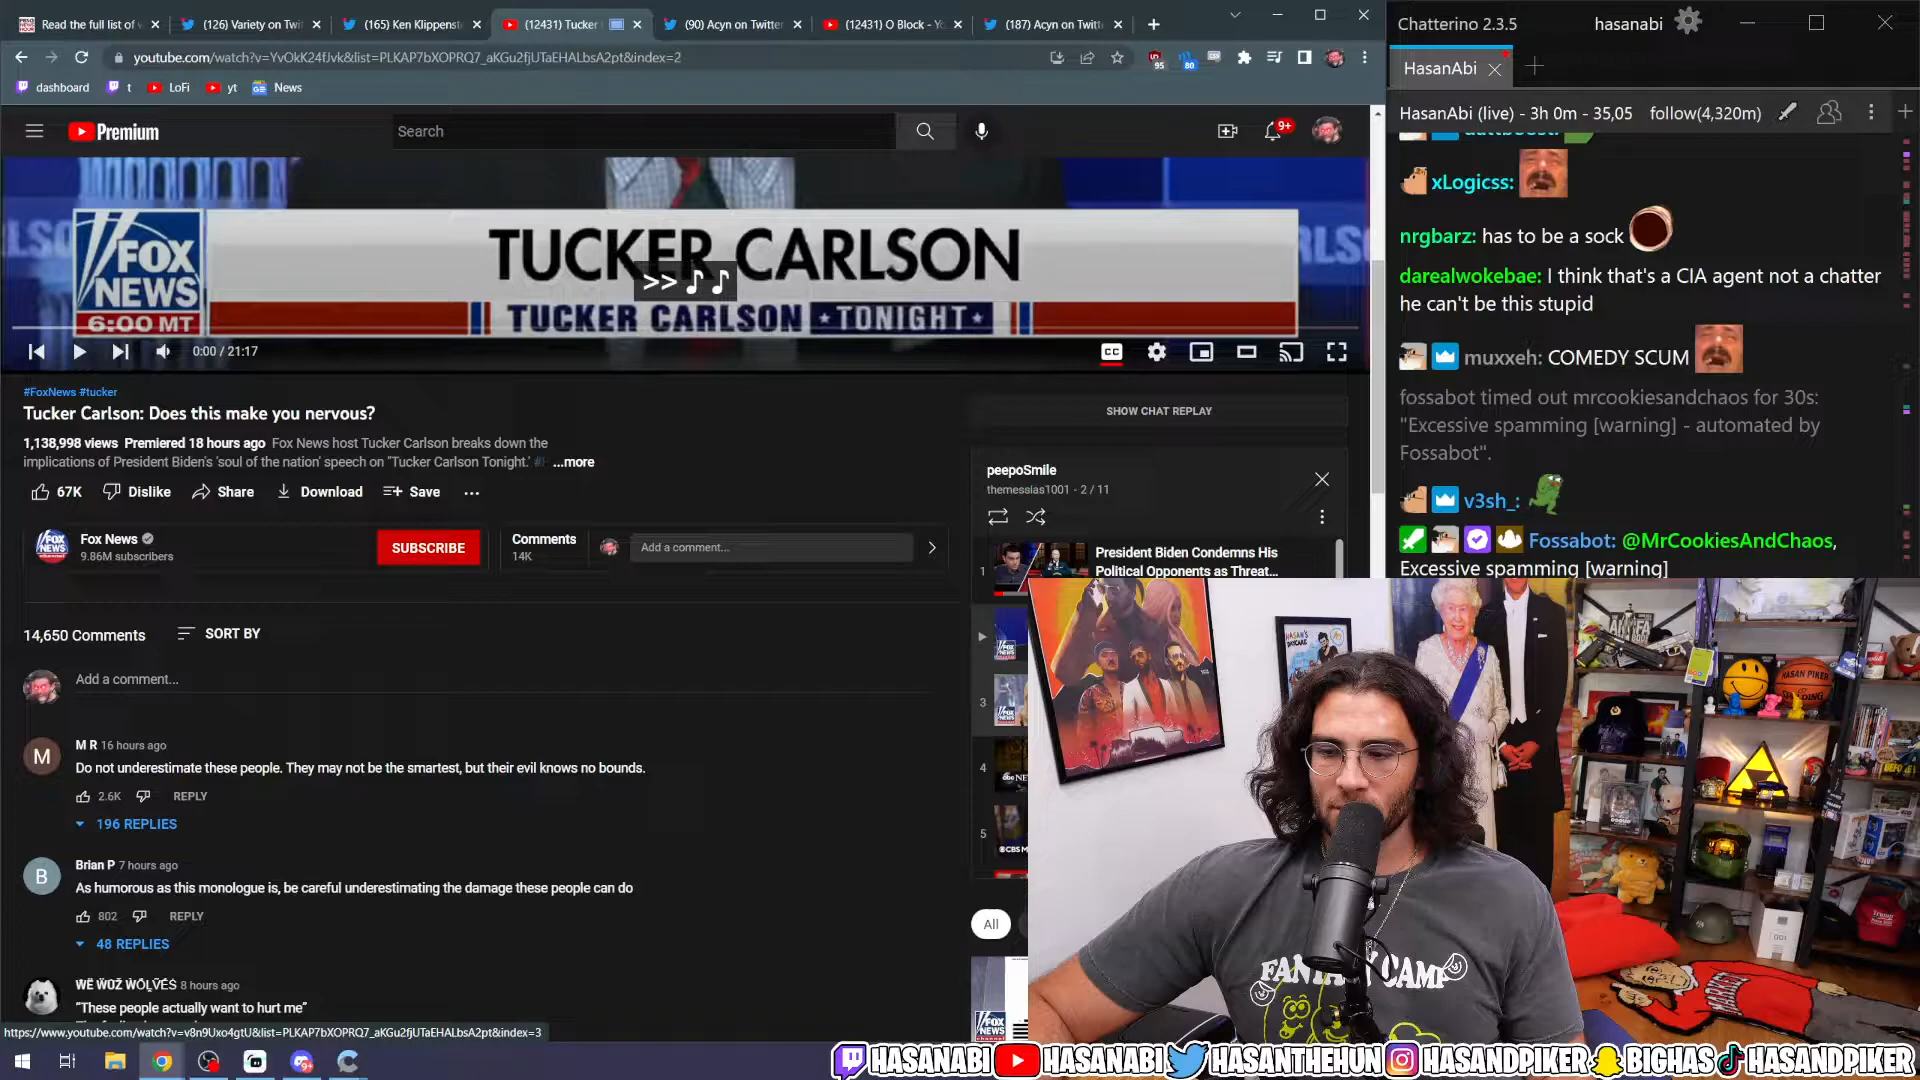 Read the full list of
(126) Variety on Twi
(165) Ken Klippenst
(12431) Tucker
(90) Acyn on Twitter
(12431) O Block - Yo
(187) Acyn on Twitt
youtube.com/watch?v=YvOkK24fJvk&list=PLKAP7bXOPRQ7_aKGu2fjUTaEHALbsA2pt&index=2
95
80
dashboard
t
LoFi
yt
News
Premium
Search
9+
FOX
NEWS
6:00 MT
TUCKER CARLSON
>> ♪ ♪
TUCKER CARLSON TONIGHT
0:00 / 21:17
CC
#FoxNews #tucker
Tucker Carlson: Does this make you nervous?
1,138,998 views Premiered 18 hours ago Fox News host Tucker Carlson breaks down the
implications of President Biden's 'soul of the nation' speech on "Tucker Carlson Tonight.' # ...more
67K
Dislike
Share
Download
Save
Fox News
9.86M subscribers
SUBSCRIBE
Comments
14K
Add a comment...
14,650 Comments
SORT BY
Add a comment...
M
M R 16 hours ago
Do not underestimate these people. They may not be the smartest, but their evil knows no bounds.
2.6K
REPLY
196 REPLIES
B
Brian P 7 hours ago
As humorous as this monologue is, be careful underestimating the damage these people can do
802
REPLY
48 REPLIES
8 hours ago
"These people actually want to hurt me"
https://www.youtube.com/watch?v=v8n9Uxo4gtU&list=PLKAP7bXOPRQ7_aKGu2fjUTaEHALbsA2pt&index=3
SHOW CHAT REPLAY
peepoSmile
themessias1001 - 2 / 11
1
President Biden Condemns His
Political Opponents as Threat...
3
4
5
All
Chatterino 2.3.5
hasanabi
HasanAbi
HasanAbi (live) - 3h 0m - 35,05
follow(4,320m)
xLogicss:
nrgbarz: has to be a sock
darealwokebae: I think that's a CIA agent not a chatter
he can't be this stupid
muxxeh: COMEDY SCUM
fossabot timed out mrcookiesandchaos for 30s:
"Excessive spamming [warning] - automated by
Fossabot".
v3sh_:
Fossabot: @MrCookiesAndChaos,
Excessive spamming [warning]
HASAN PIKER
FANTASY CAMP
HASANABI
HASANABI
HASANTHEHUN
HASANDPIKER
BIGHAS
HASANDPIKER